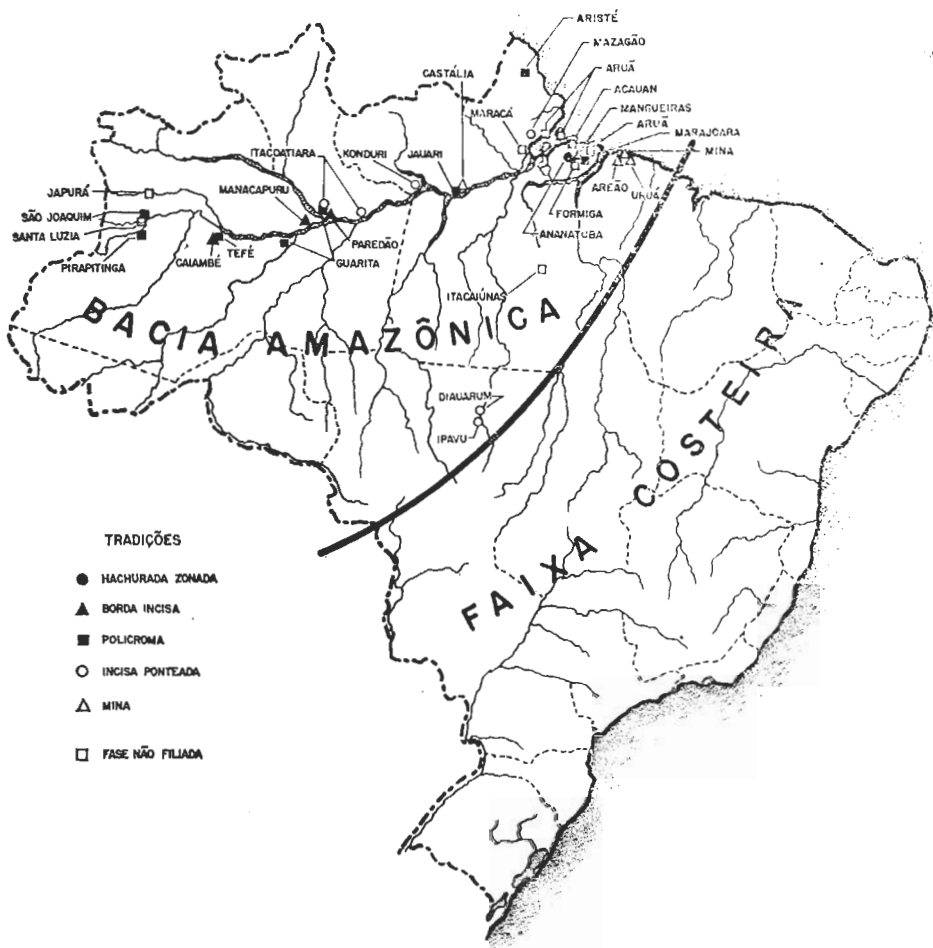 ARISTÉ
MAZAGÃO
CASTÁLIA
ARUÃ
ACAUAN
MARACÁ
MANGUEIRAS
ARUÃ
MARAJOARA
ITACOATIARA
KONDURI
JAUARI
MINA
JAPURÁ
MANACAPURU
AREÃO
URUÁ
SÃO JOAQUIM
FORMIGA
SANTA LUZIA
PAREDÃO
ANANATUBA
TEFÉ
PIRAPITINGA
CAIAMBÉ
GUARITA
ITACAIÚNAS
BACIA AMAZÔNICA
DIAUARUM
IPAVU
FAIXA COSTEIRA
TRADIÇÕES
HACHURADA ZONADA
BORDA INCISA
POLICROMA
INCISA PONTEADA
MINA
FASE NÃO FILIADA